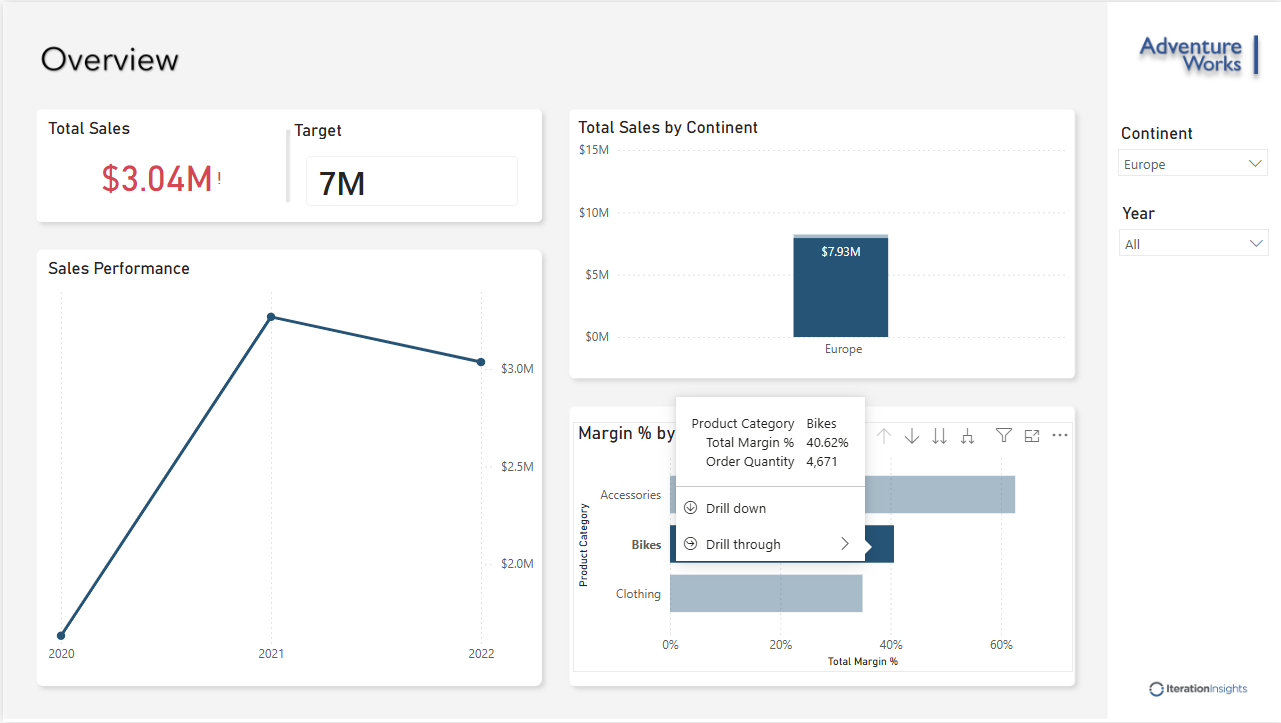 Overview
Adventure
Works
Total Sales
$3.04M !
Target
7M
Total Sales by Continent
$15M
$10M
$5M
$0M
$7.93M
Europe
Continent
Europe
Year
All
Sales Performance
$3.0M
$2.5M
$2.0M
2020 2021 2022
Margin % by
Product Category Bikes
Total Margin % 40.62%
Order Quantity 4,671
Drill down
Drill through
Product Category
Accessories
Bikes
Clothing
0% 20% 40% 60%
Total Margin %
IterationInsights